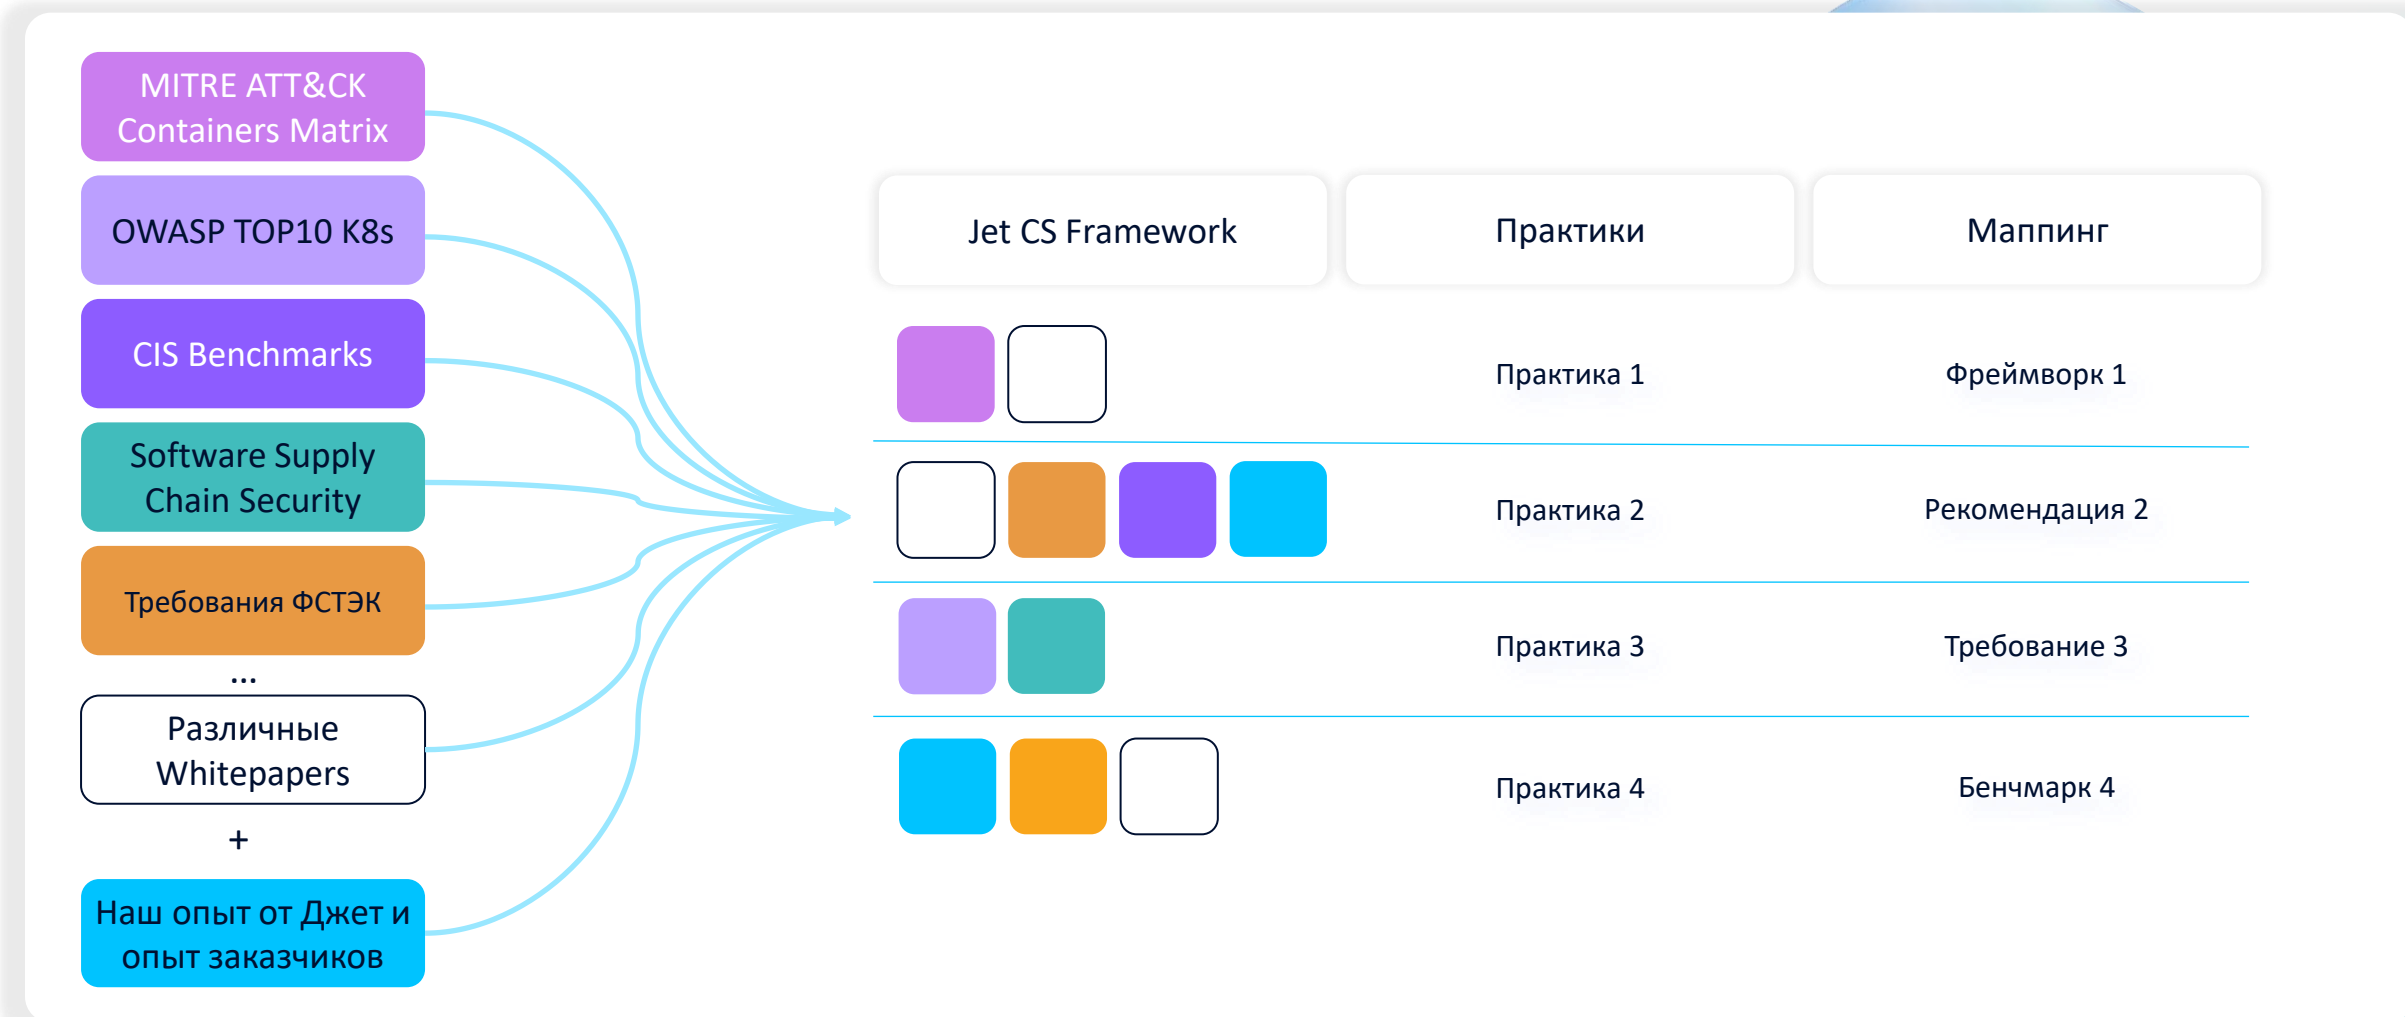 MITRE ATT&CK
Containers Matrix
OWASP TOP10 K8s
CIS Benchmarks
Software Supply
Chain Security
Требования ФСТЭК
...
Различные
Whitepapers
+
Наш опыт от Джет и
опыт заказчиков
Jet CS Framework
Практики
Маппинг
Практика 1
Фреймворк 1
Практика 2
Рекомендация 2
Практика 3
Требование 3
Практика 4
Бенчмарк 4